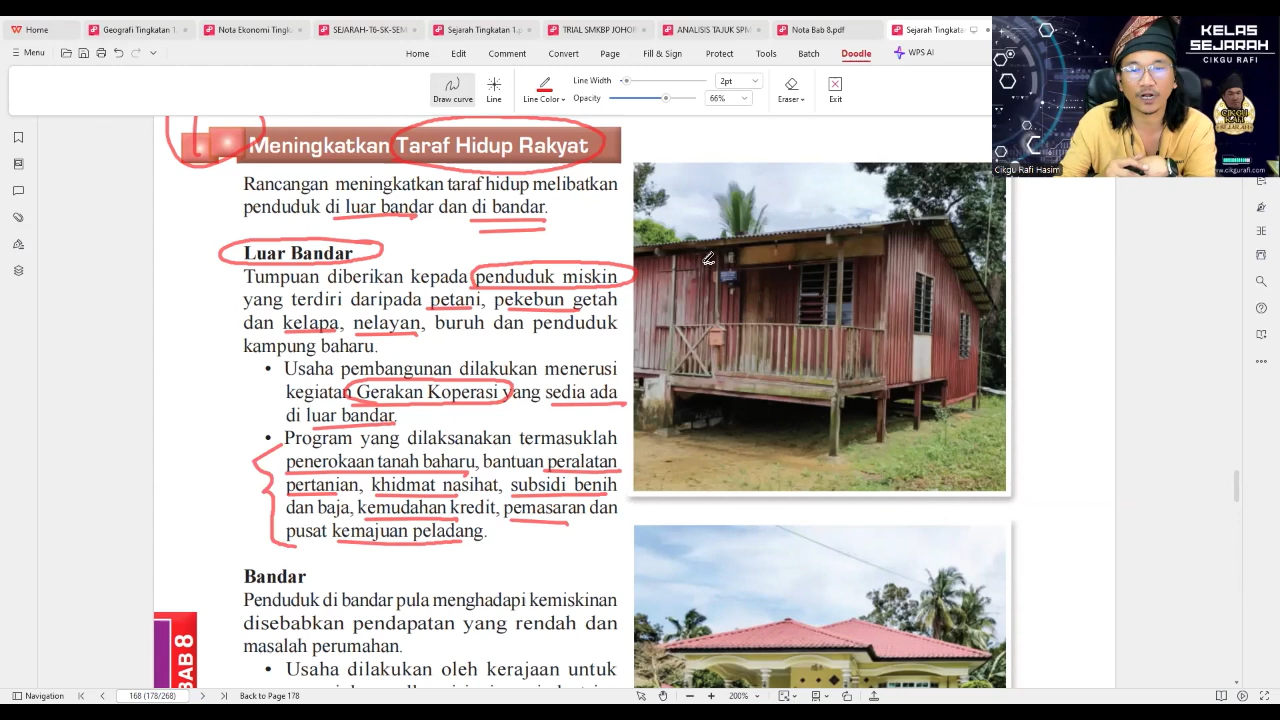 Home
Geografi Tingkatan 1.
Nota Ekonomi Tingk
SEJARAH-T6-SK-SEM
Sejarah Tingkatan 1.p
TRIAL SMKBP JOHOR
ANALISIS TAJUK SPM
Nota Bab 8.pdf
Sejarah Tingkata
Menu
Home Edit Comment Convert Page Fill & Sign Protect Tools Batch Doodle WPS AI
Draw curve
Line
Line Color
Line Width 2pt
Opacity 66%
Eraser
Exit
KELAS
SEJARAH
CIKGU RAFI
CIKGU
RAFI
SEJARAH
Cikgu Rafi Hasim
www.cikgurafi.com
Meningkatkan Taraf Hidup Rakyat
Rancangan meningkatkan taraf hidup melibatkan
penduduk di luar bandar dan di bandar.
Luar Bandar
Tumpuan diberikan kepada penduduk miskin
yang terdiri daripada petani, pekebun getah
dan kelapa, nelayan, buruh dan penduduk
kampung baharu.
• Usaha pembangunan dilakukan menerusi
kegiatan Gerakan Koperasi yang sedia ada
di luar bandar.
• Program yang dilaksanakan termasuklah
penerokaan tanah baharu, bantuan peralatan
pertanian, khidmat nasihat, subsidi benih
dan baja, kemudahan kredit, pemasaran dan
pusat kemajuan peladang.
Bandar
Penduduk di bandar pula menghadapi kemiskinan
disebabkan pendapatan yang rendah dan
masalah perumahan.
• Usaha dilakukan oleh kerajaan untuk
BAB 8
Navigation
168 (178/268)
Back to Page 178
200%